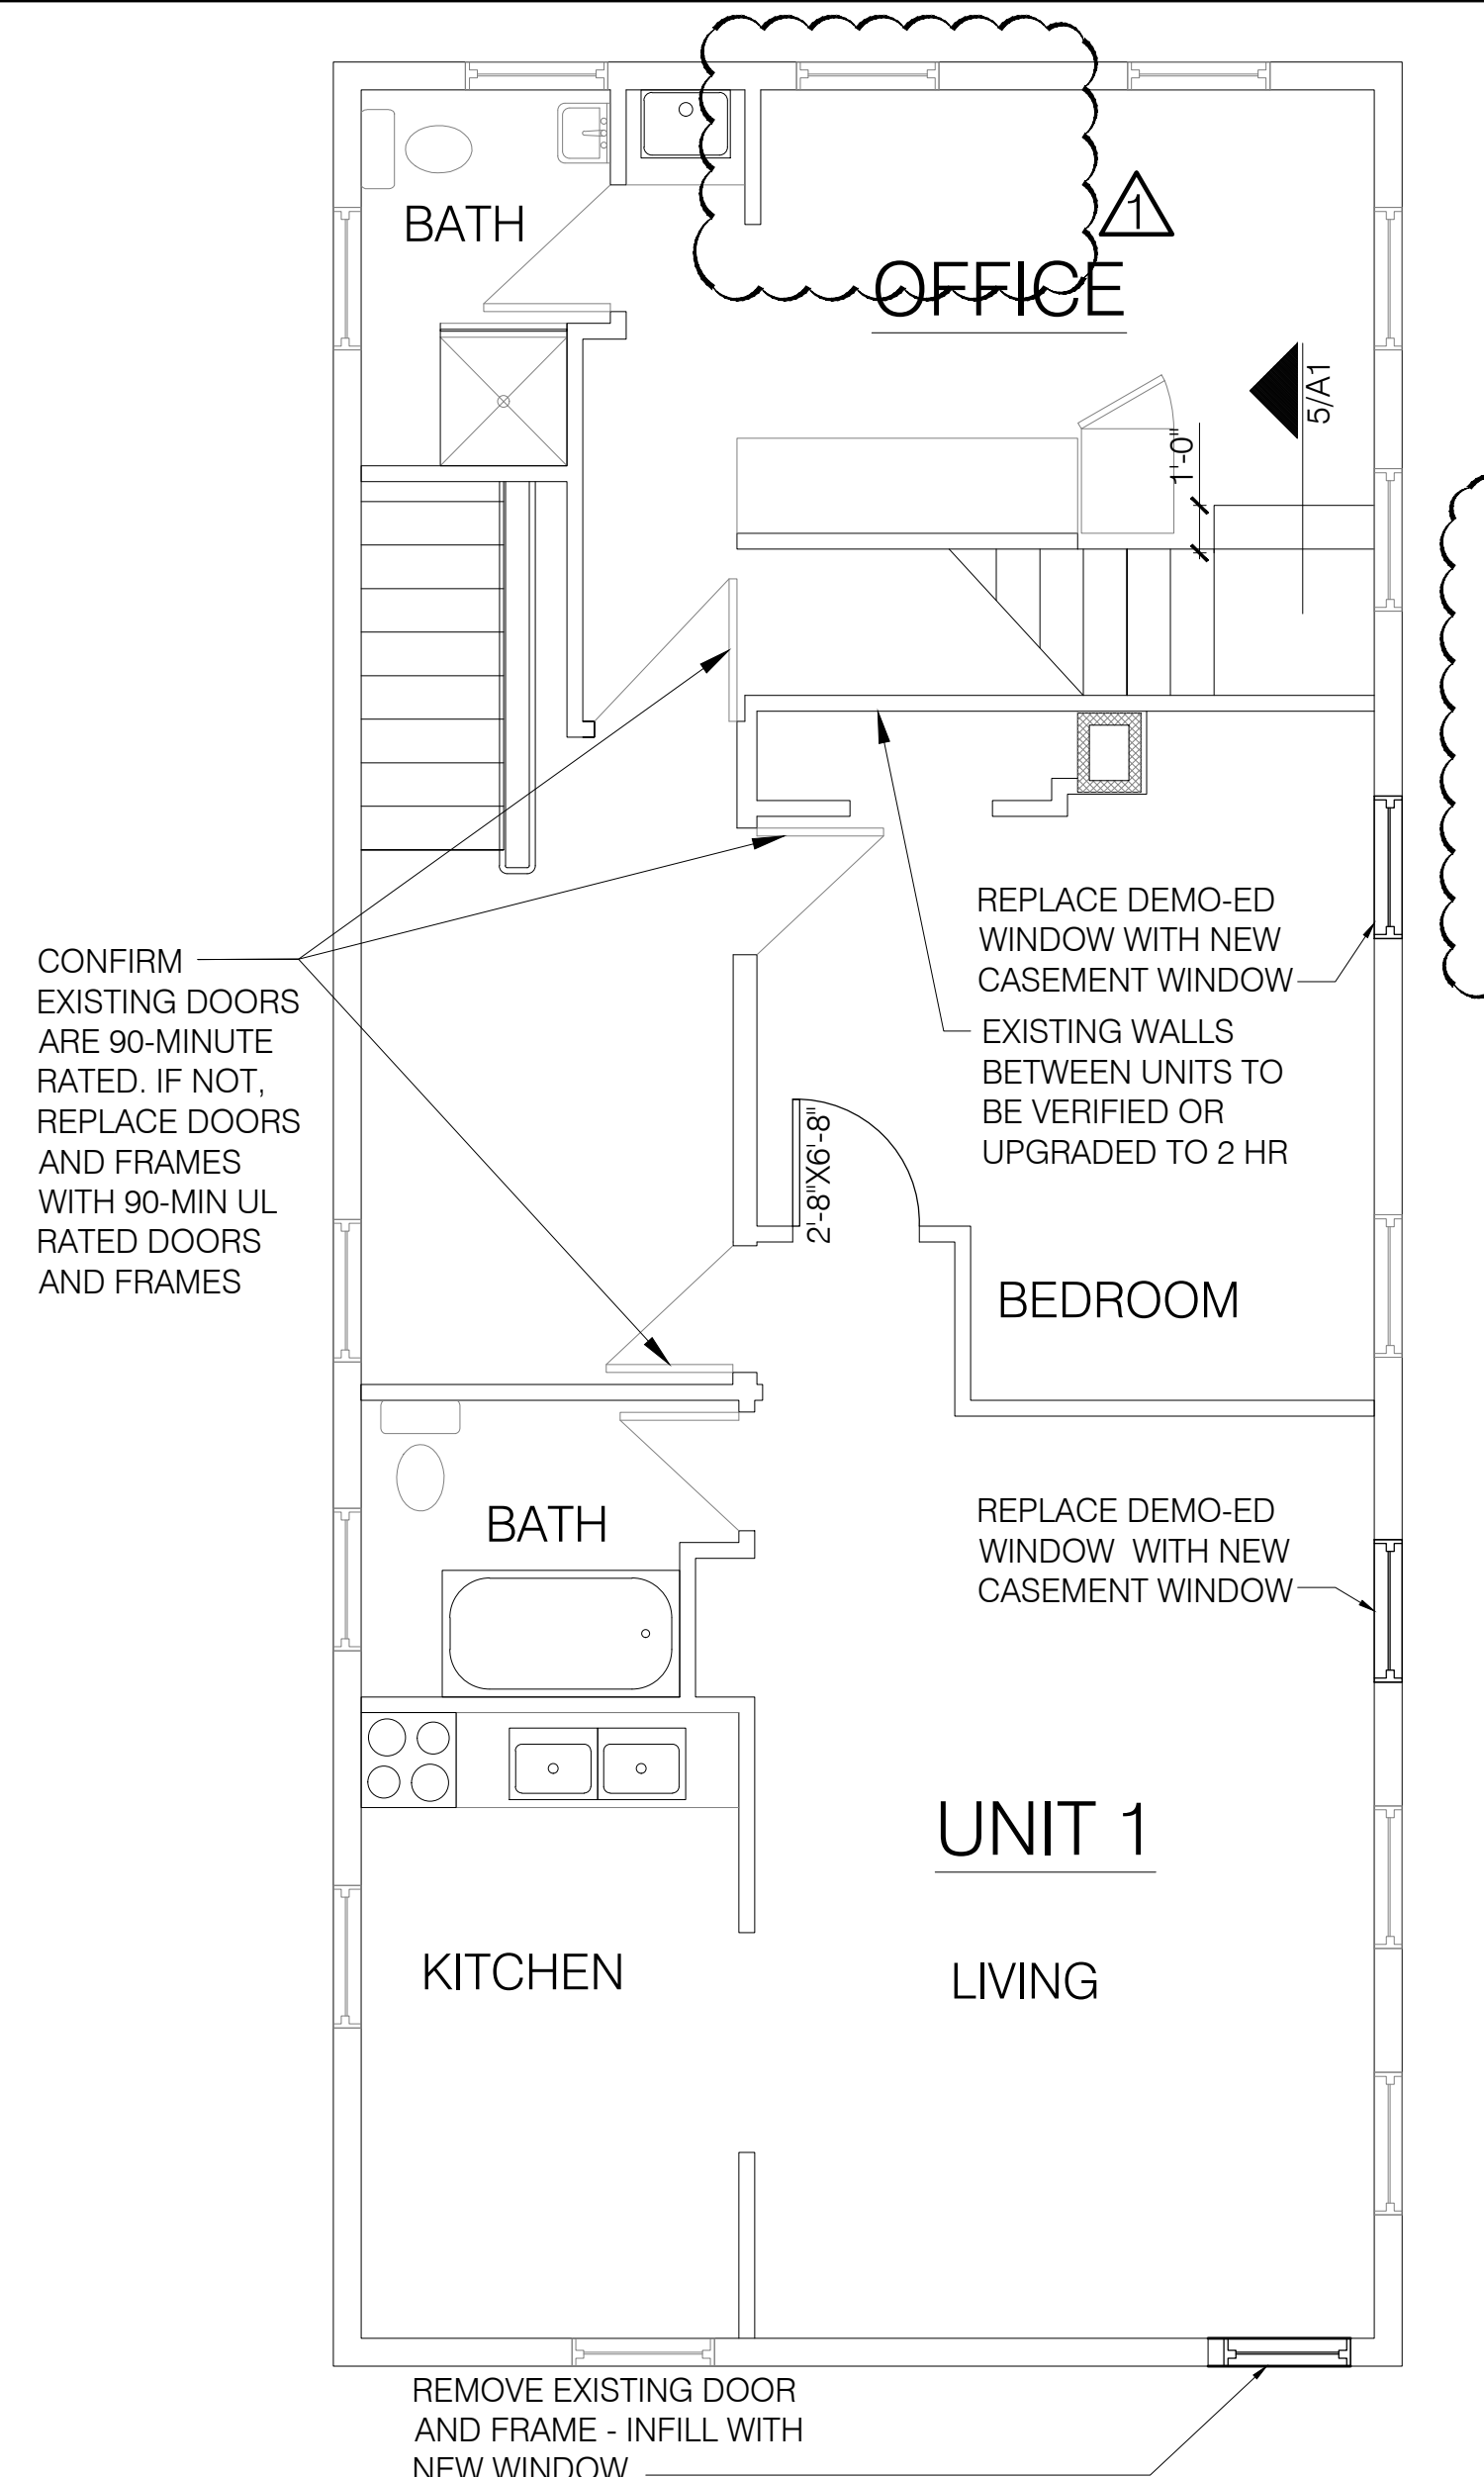 BATH
1
OFFICE
5/A1
1'-0"
REPLACE DEMO-ED
WINDOW WITH NEW
CASEMENT WINDOW
CONFIRM
EXISTING DOORS
ARE 90-MINUTE
RATED. IF NOT,
REPLACE DOORS
AND FRAMES
WITH 90-MIN UL
RATED DOORS
AND FRAMES
EXISTING WALLS
BETWEEN UNITS TO
BE VERIFIED OR
UPGRADED TO 2 HR
2'-8"X6'-8"
BEDROOM
BATH
REPLACE DEMO-ED
WINDOW  WITH NEW
CASEMENT WINDOW
UNIT 1
KITCHEN
LIVING
REMOVE EXISTING DOOR
AND FRAME - INFILL WITH
NEW WINDOW